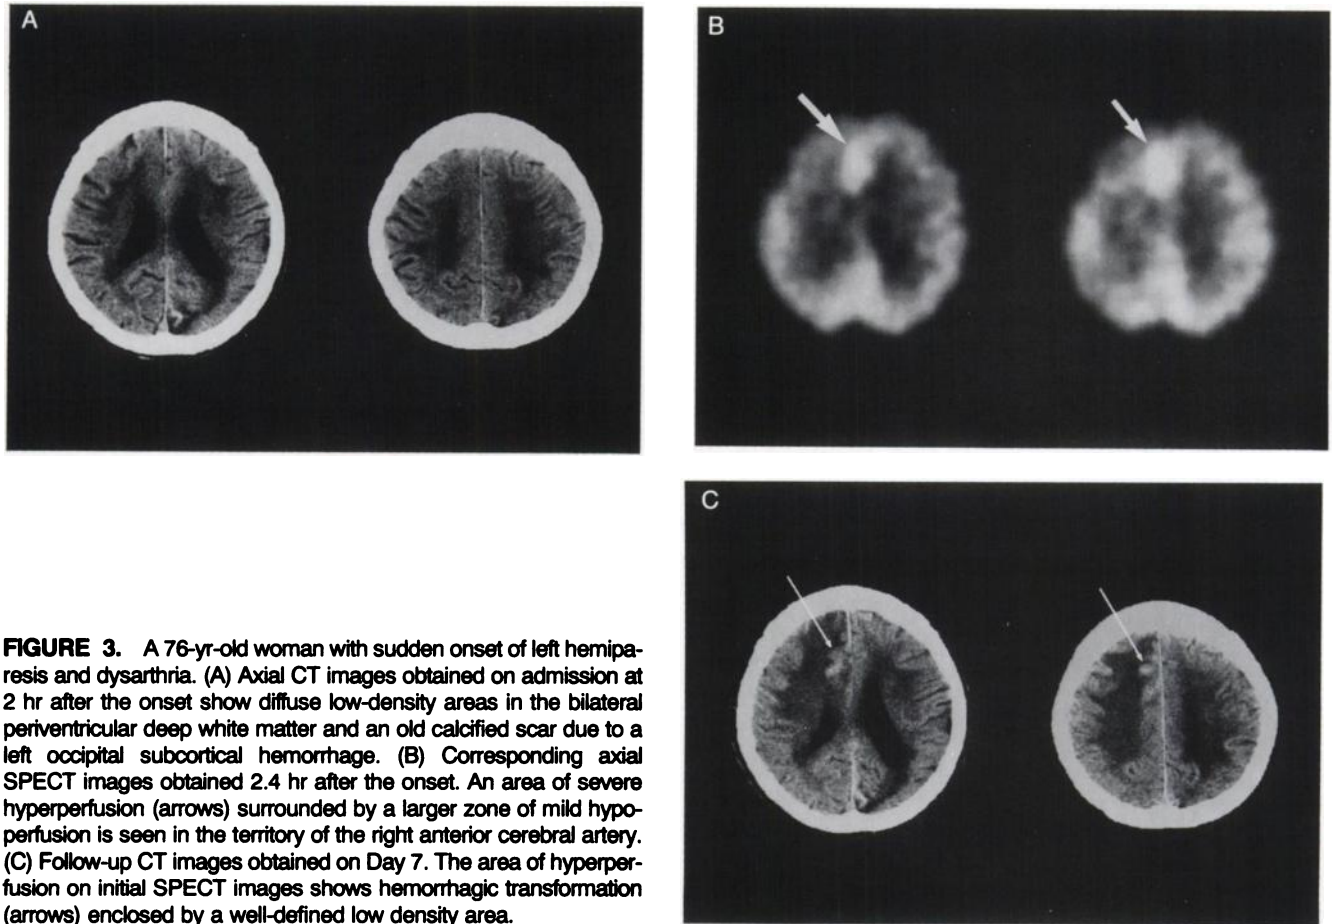 A
B
C
FIGURE 3. A 76-yr-old woman with sudden onset of left hemipa-
resis and dysarthria. (A) Axial CT images obtained on admission at
2 hr after the onset show diffuse low-density areas in the bilateral
periventricular deep white matter and an old calcified scar due to a
left occipital subcortical hemorrhage. (B) Corresponding axial
SPECT images obtained 2.4 hr after the onset. An area of severe
hyperperfusion (arrows) surrounded by a larger zone of mild hypo-
perfusion is seen in the territory of the right anterior cerebral artery.
(C) Follow-up CT images obtained on Day 7. The area of hyperper-
fusion on initial SPECT images shows hemorrhagic transformation
(arrows) enclosed by a well-defined low density area.